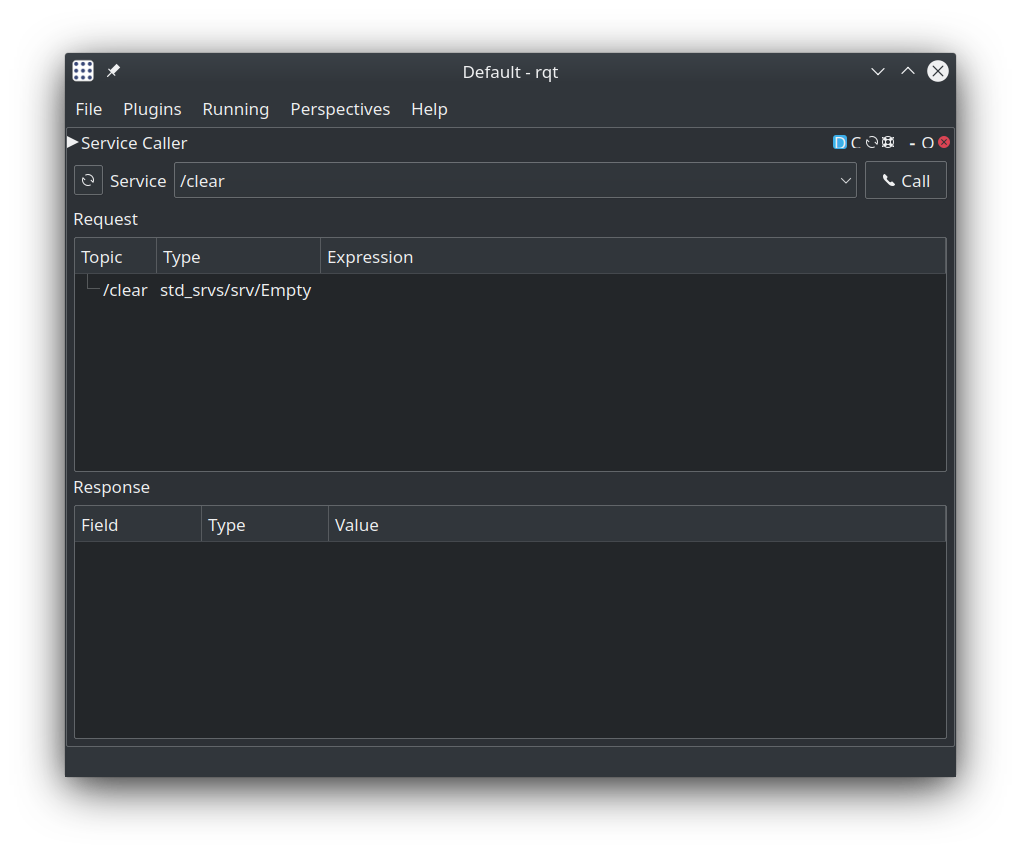 Default - rqt
File Plugins Running Perspectives Help
Service Caller D C - O
Service /clear Call
Request
Topic Type Expression
/clear std_srvs/srv/Empty
Response
Field Type Value